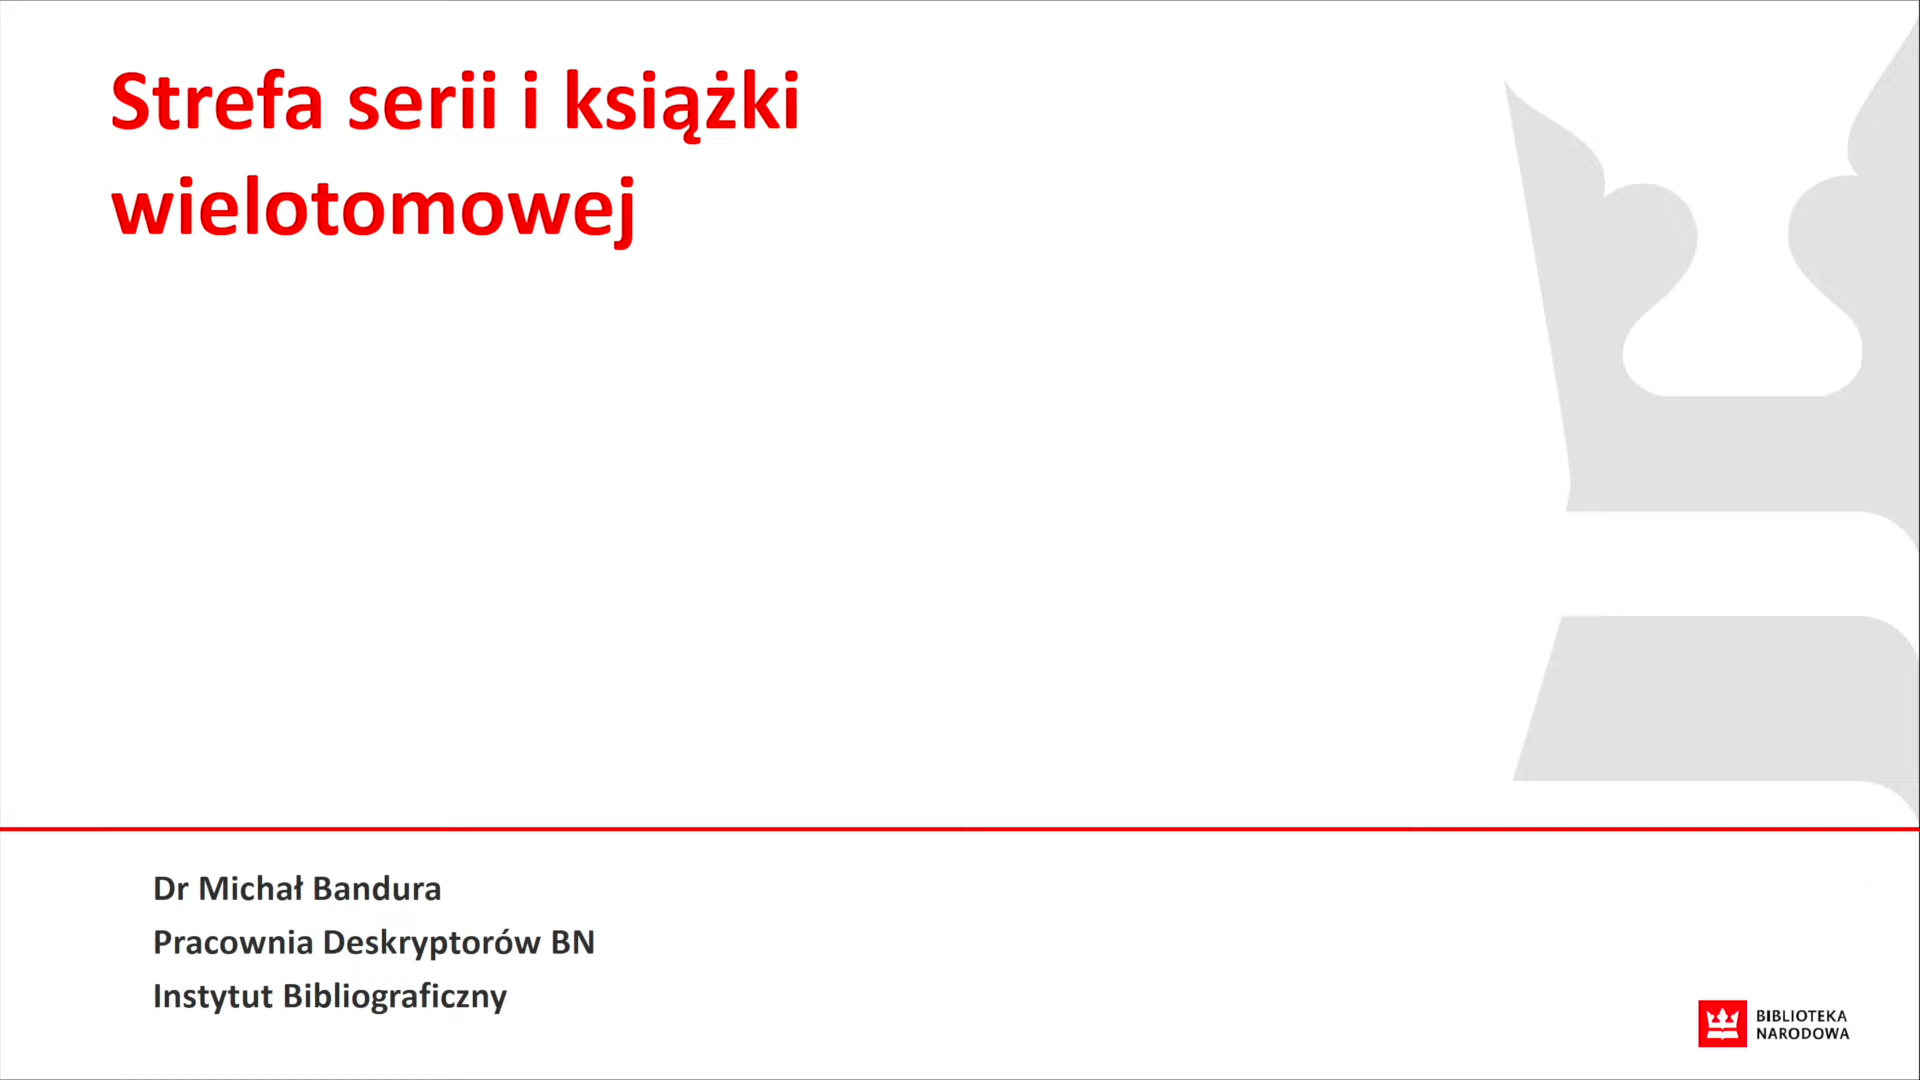 Strefa serii i książki
wielotomowej
Dr Michał Bandura
Pracownia Deskryptorów BN
Instytut Bibliograficzny
BIBLIOTEKA
NARODOWA